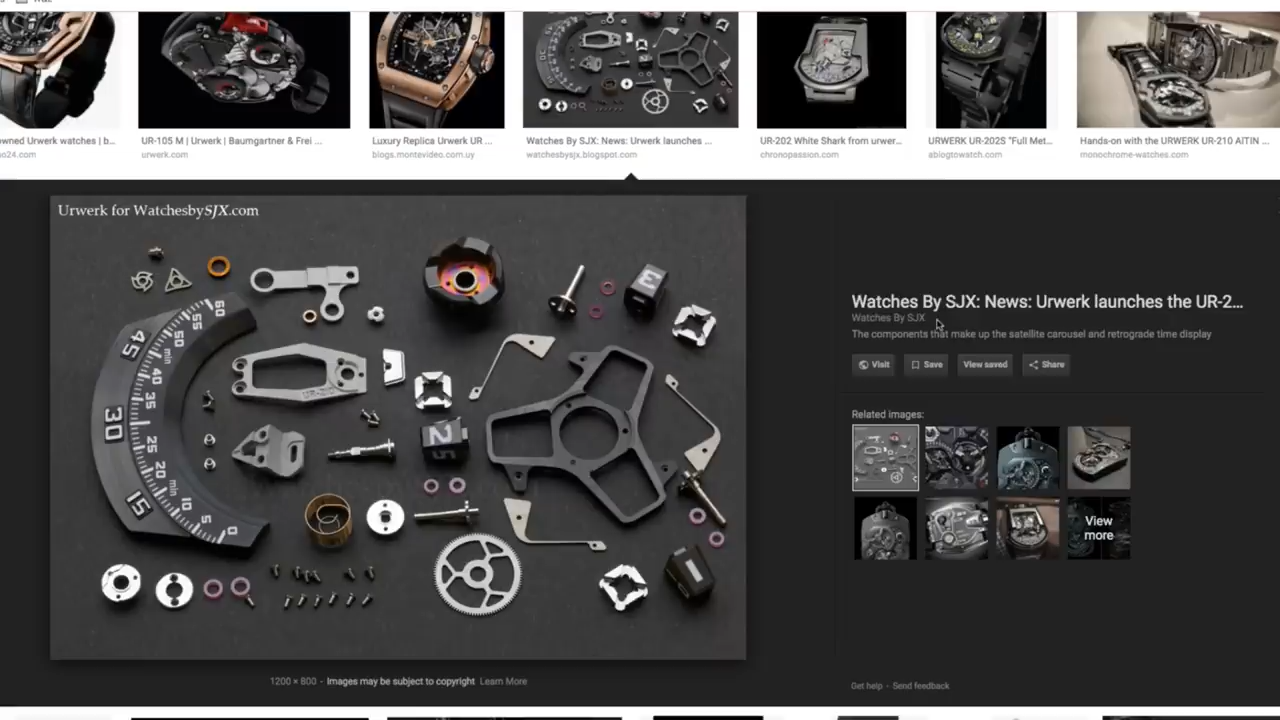 owned Urwerk watches | b...
UR-105 M | Urwerk | Baumgartner & Frei ...
Luxury Replica Urwerk UR ...
Watches By SJX: News: Urwerk launches ...
UR-202 White Shark from urwer...
URWERK UR-202S "Full Met...
Hands-on with the URWERK UR-210 AITIN ...
o24.com
urwerk.com
blogs.montevideo.com.uy
watchesbysjx.blogspot.com
chronopassion.com
ablogtowatch.com
monochrome-watches.com
Urwerk for WatchesbySJX.com
60
55
50
min
45
40
35
30
25
20
min
15
10
5
0
3
25
Watches By SJX: News: Urwerk launches the UR-2...
Watches By SJX
The components that make up the satellite carousel and retrograde time display
Visit
Save
View saved
Share
Related images:
View
more
1200 × 800 - Images may be subject to copyright Learn More
Get help - Send feedback